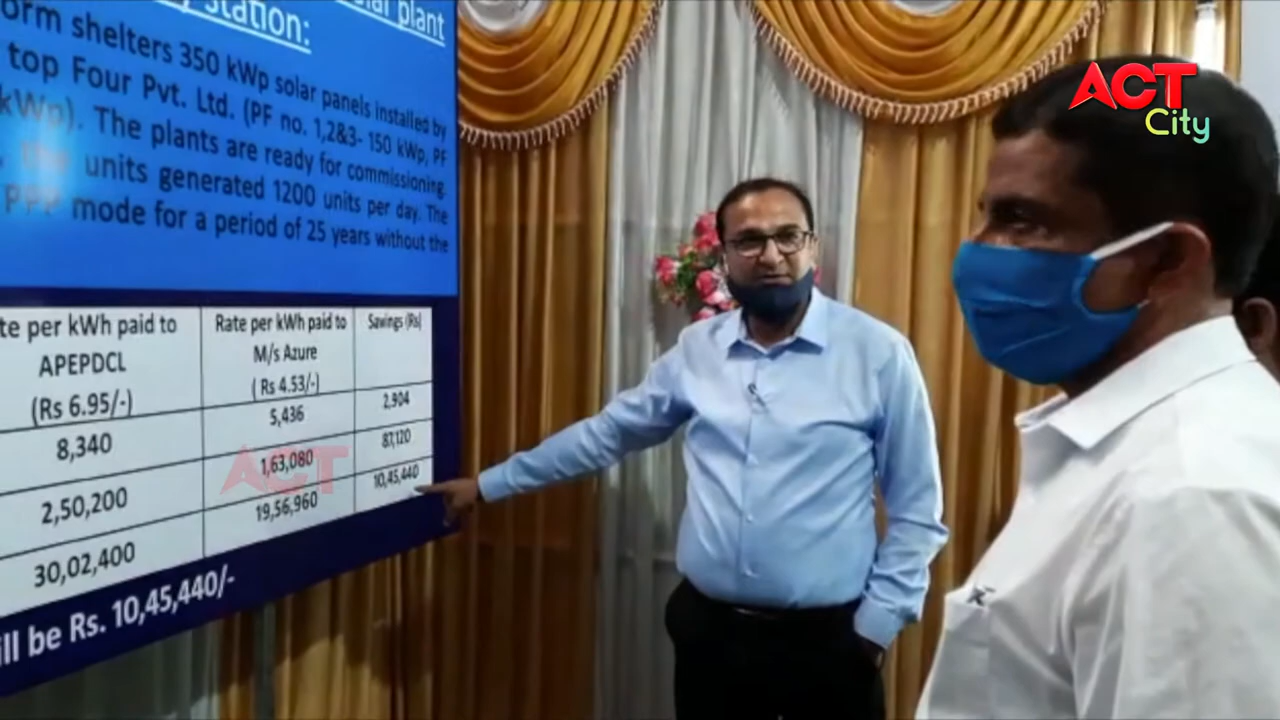 plant
station:
orm shelters 350 kWp solar panels installed by
top Four Pvt. Ltd. (PF no. 1,2&3- 150 kWp, PF
kWp). The plants are ready for commissioning.
the units generated 1200 units per day. The
PPP mode for a period of 25 years without the
te per kWh paid to APEPDCL (Rs 6.95/-)
Rate per kWh paid to M/s Azure ( Rs 4.53/-)
Savings (Rs)
8,340 5,436 2,904
2,50,200 1,63,080 87,120
30,02,400 19,56,960 10,45,440
ill be Rs. 10,45,440/-
ACT
ACT
City